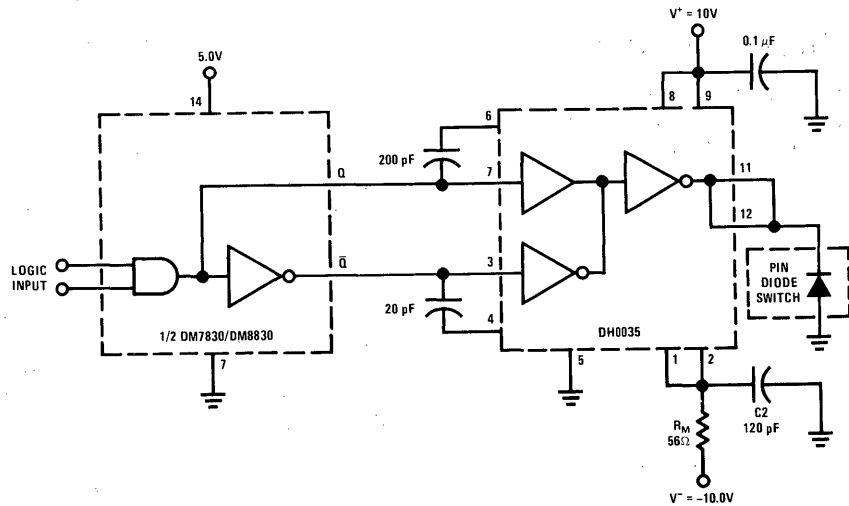 V⁺ = 10V
0.1 μF
5.0V
14
8
9
6
200 pF
Q
7
11
12
LOGIC
INPUT
Q̅
3
PIN
DIODE
SWITCH
20 pF
4
1/2 DM7830/DM8830
DH0035
7
5
1
2
C2
120 pF
R_M
56Ω
V⁻ = –10.0V